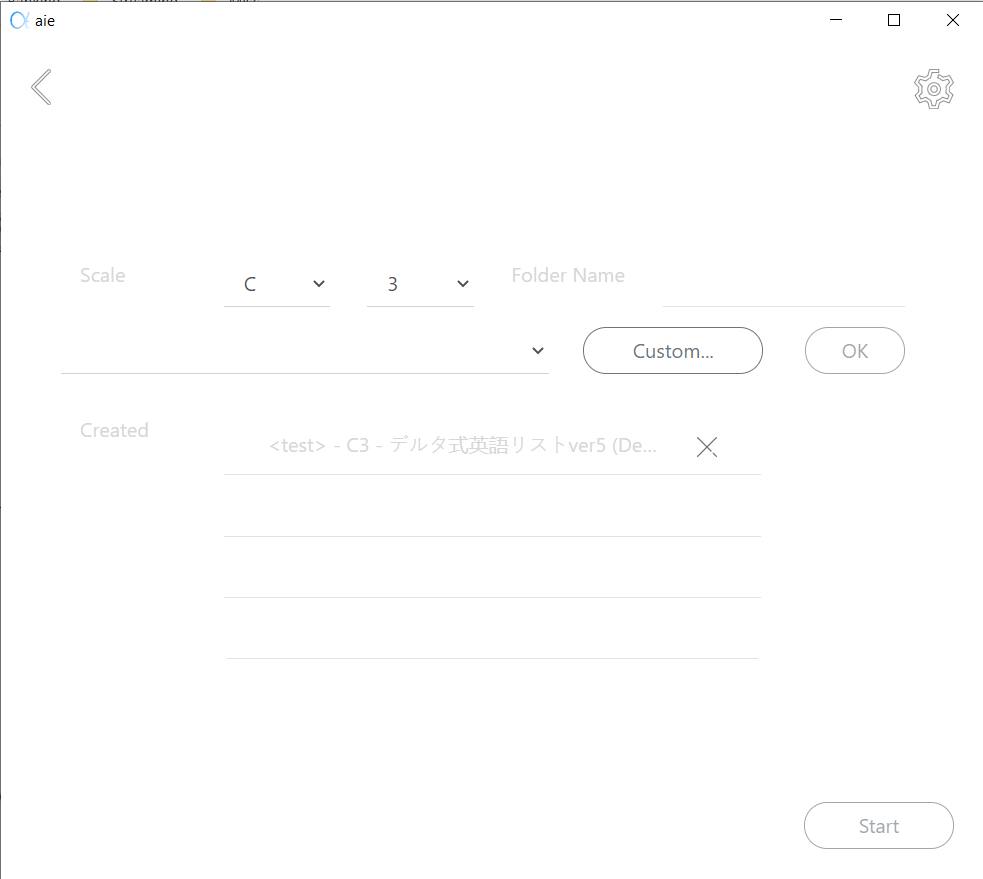 aie
Scale
C
3
Folder Name
Custom...
OK
Created
<test> - C3 - デルタ式英語リストver5 (De...
Start